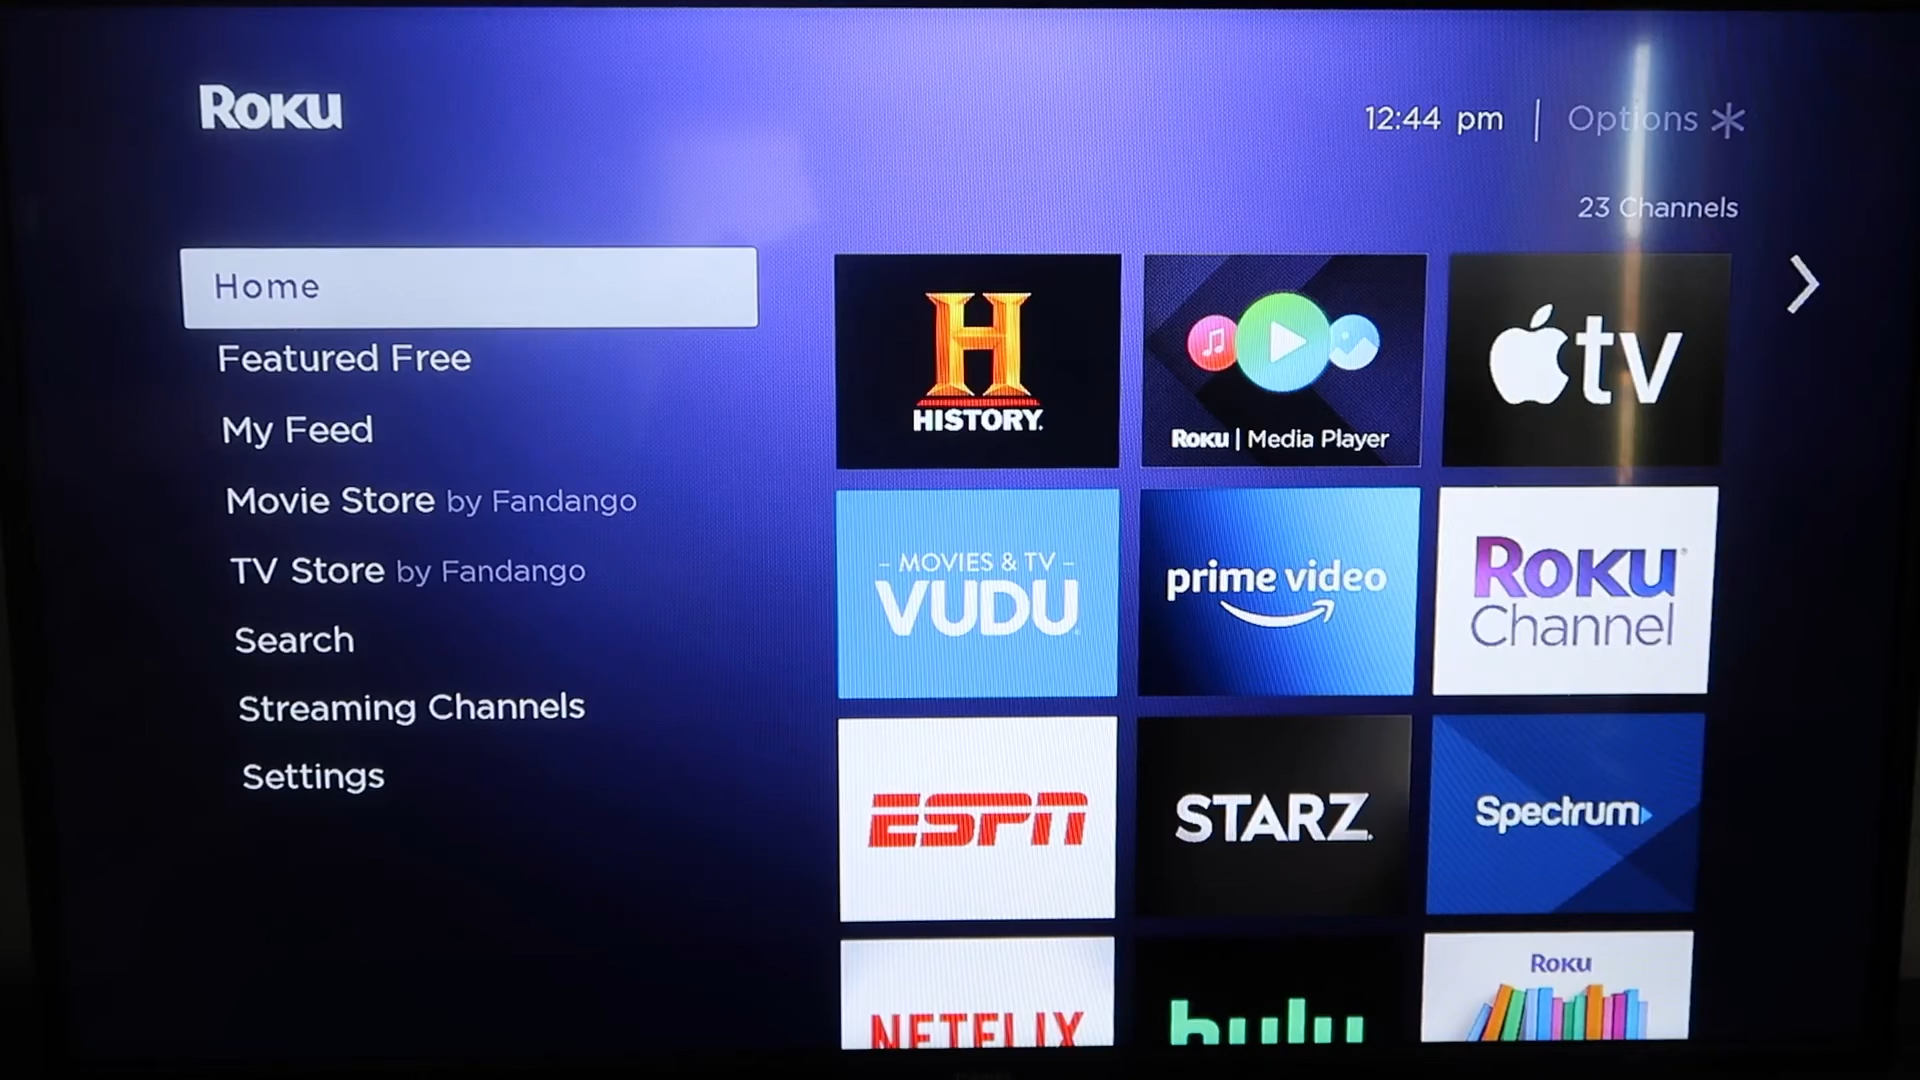 Roku
12:44 pm | Options *
23 Channels
Home
Featured Free
My Feed
Movie Store by Fandango
TV Store by Fandango
Search
Streaming Channels
Settings
H
HISTORY.
Roku | Media Player
tv
- MOVIES & TV -
VUDU
prime video
Roku
Channel
ESPN
STARZ
Spectrum
NETFLIX
hulu
Roku